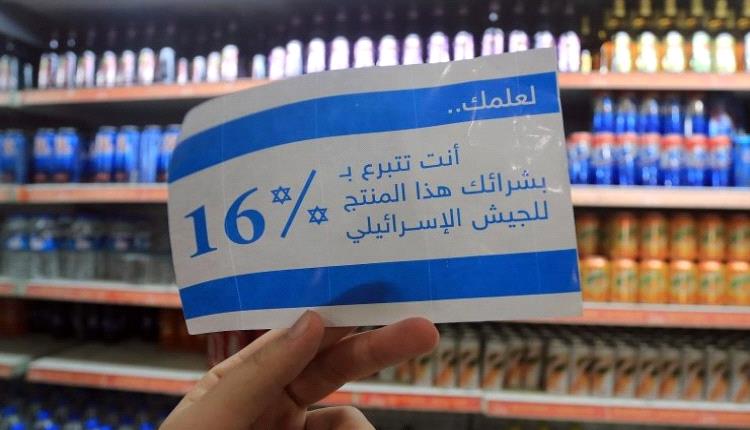 لعلمك..
أنت تتبرع بـ
بشرائك هذا المنتج
للجيش الإسرائيلي
16%